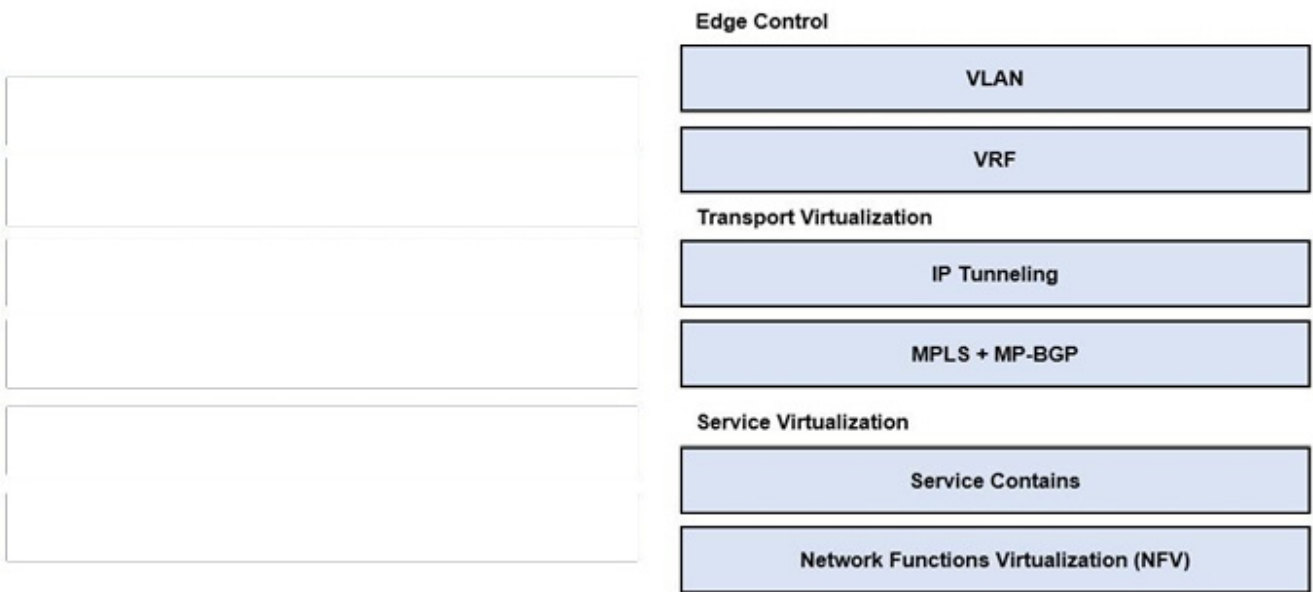 Edge Control
VLAN
VRF
Transport Virtualization
IP Tunneling
MPLS + MP-BGP
Service Virtualization
Service Contains
Network Functions Virtualization (NFV)